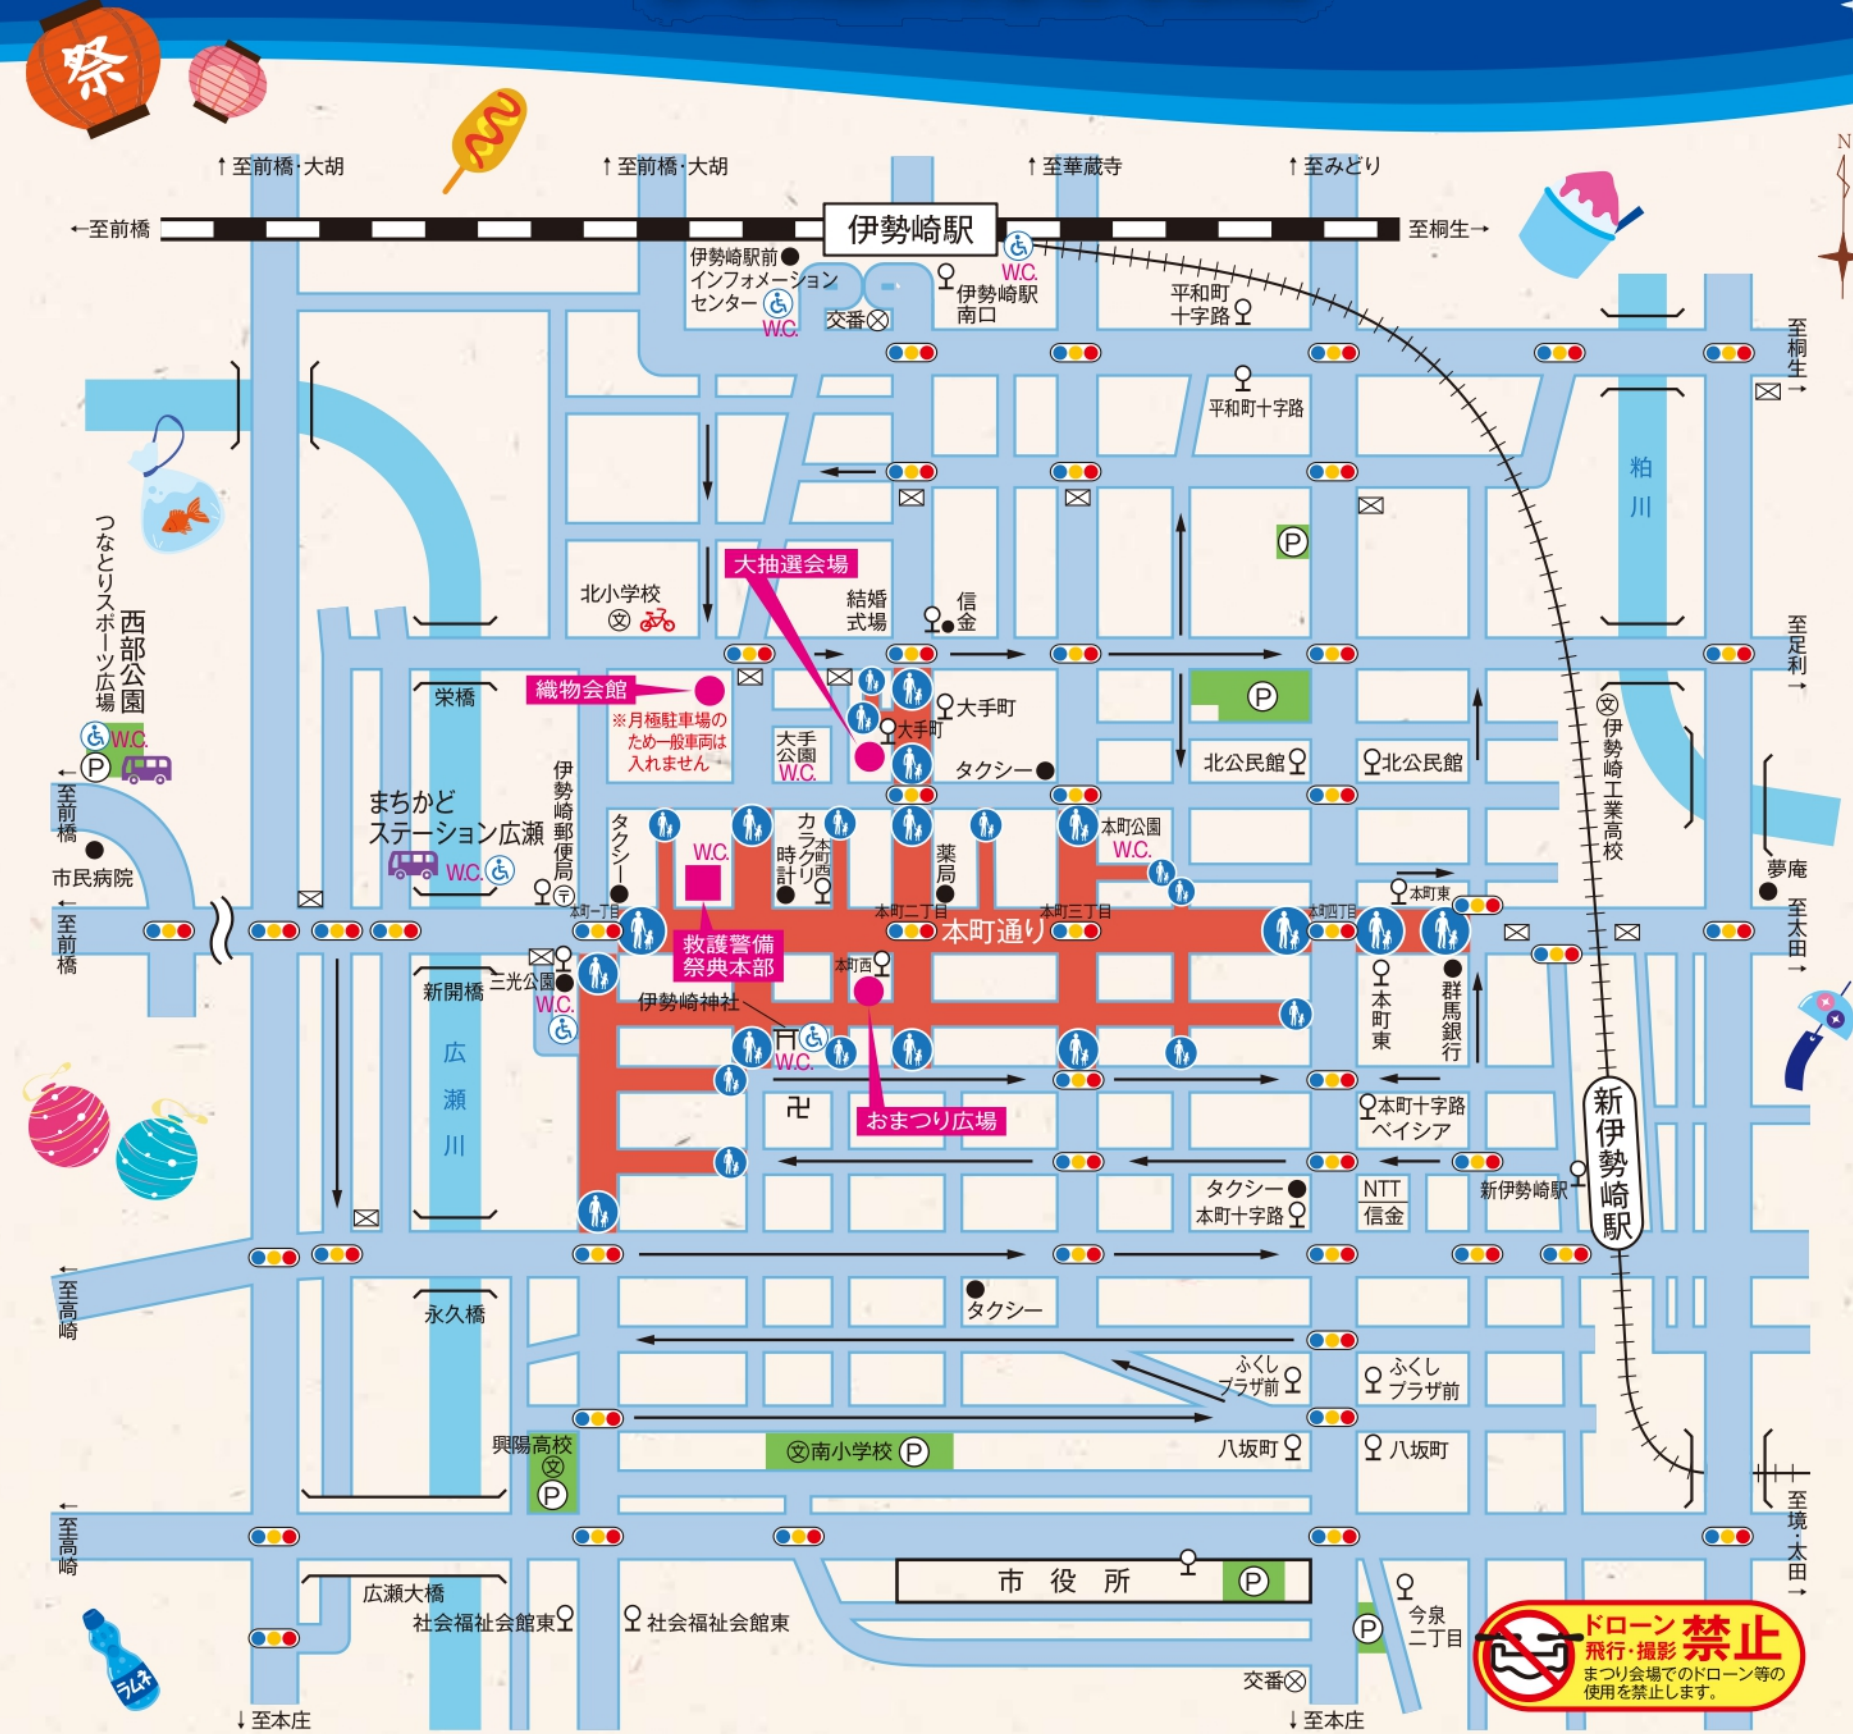 祭
↑至前橋・大胡
↑至前橋・大胡
↑至華蔵寺
↑至みどり
N
←至前橋
伊勢崎駅
至桐生→
伊勢崎駅前
インフォメーション
センター
W.C.
交番
W.C.
伊勢崎駅
南口
平和町
十字路
至桐生→
平和町十字路
粕川
つなとりスポーツ広場
西部公園
W.C.
P
P
大抽選会場
北小学校
文
結婚
式場
信金
至足利→
栄橋
織物会館
※月極駐車場の
ため一般車両は
入れません
大手町
大手町
P
文
伊勢崎工業高校
大手
公園
W.C.
タクシー
北公民館
北公民館
←至前橋
市民病院
まちかど
ステーション広瀬
W.C.
伊勢崎郵便局
〒
タクシー
W.C.
カラクリ
時計
本町西
薬局
本町公園
W.C.
本町東
夢庵
←至前橋
本町一丁目
本町二丁目
本町三丁目
本町四丁目
本町通り
至太田→
救護警備
祭典本部
本町西
新開橋
三光公園
W.C.
伊勢崎神社
W.C.
本町東
群馬銀行
広瀬川
卍
おまつり広場
本町十字路
ベイシア
新伊勢崎駅
タクシー
本町十字路
NTT
信金
新伊勢崎駅
←至高崎
永久橋
タクシー
ふくし
プラザ前
ふくし
プラザ前
興陽高校
文
P
文南小学校P
八坂町
八坂町
←至高崎
至境・太田→
市役所
P
広瀬大橋
社会福祉会館東
社会福祉会館東
P
今泉
二丁目
交番
ラムネ
ドローン
飛行・撮影
禁止
まつり会場でのドローン等の
使用を禁止します。
↓至本庄
↓至本庄